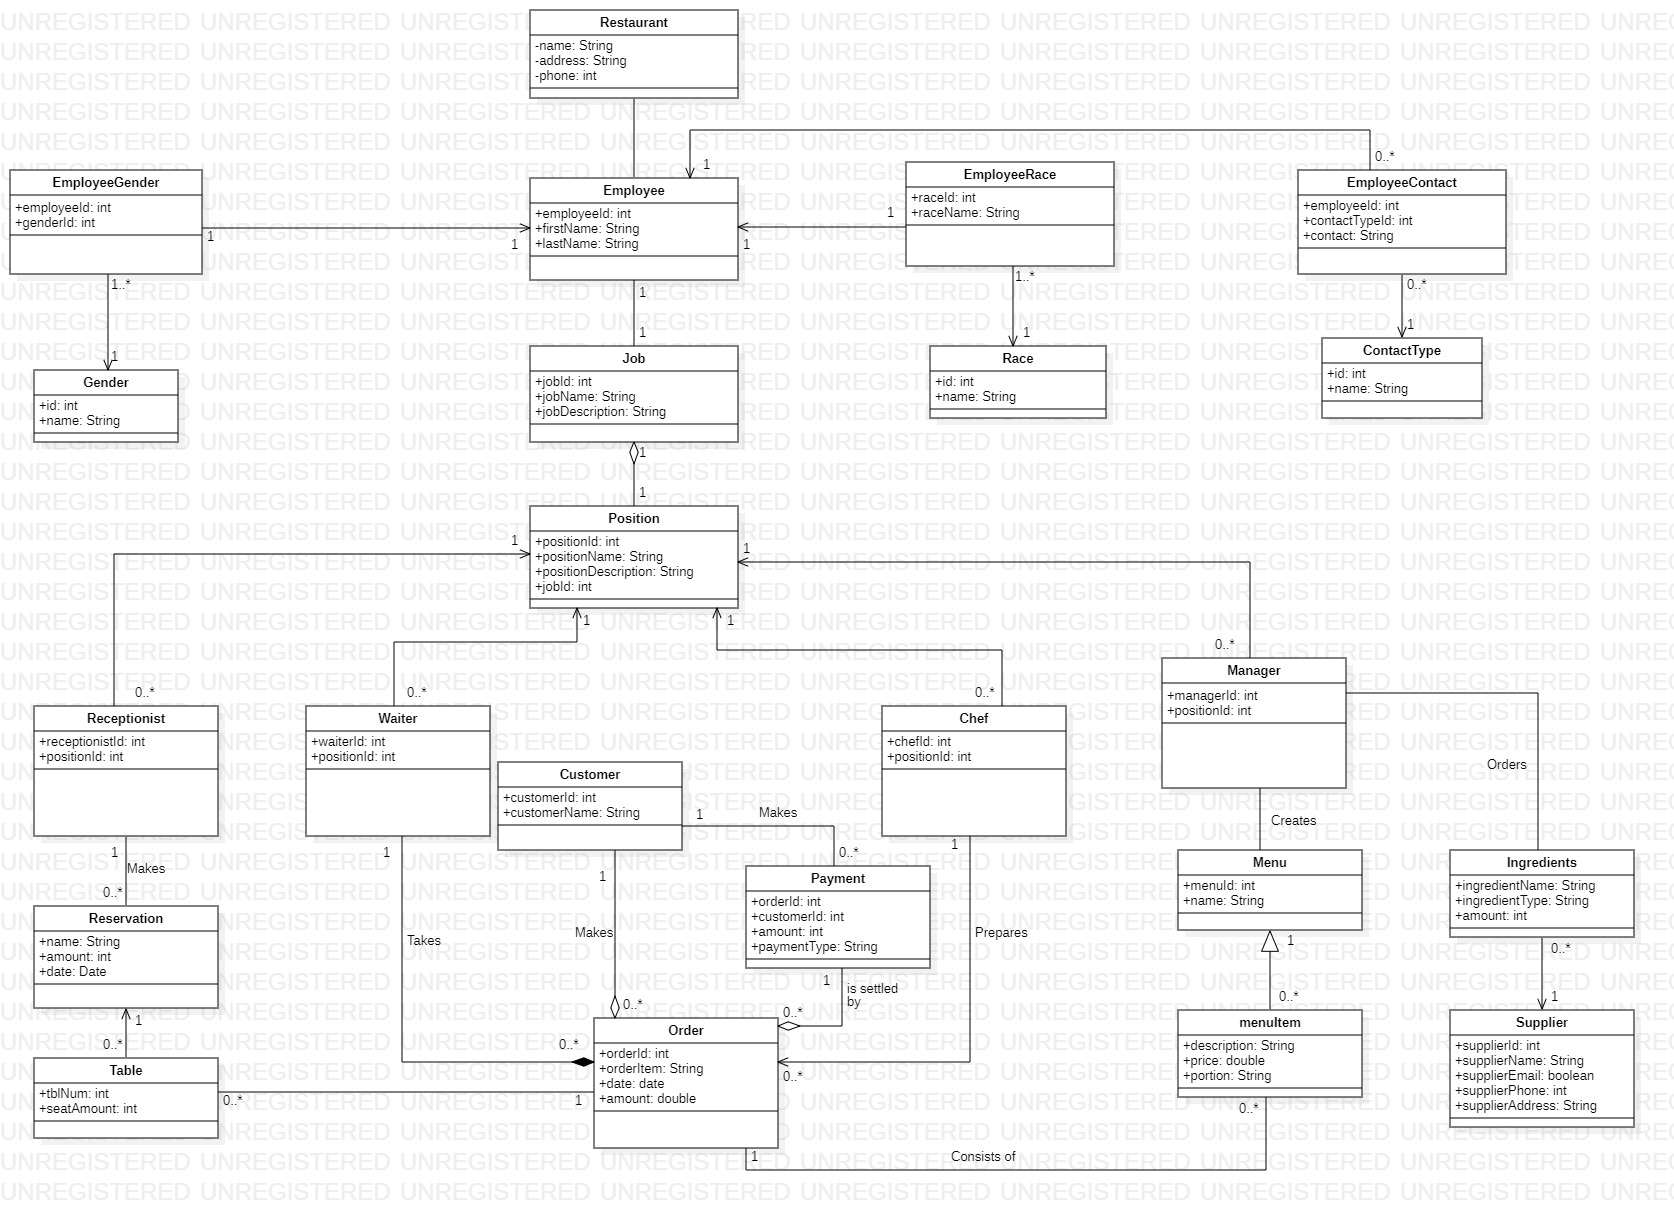 Restaurant
-name: String
-address: String
-phone: int
EmployeeGender
+employeeId: int
+genderId: int
1
1..*
1
Gender
+id: int
+name: String
1
Employee
+employeeId: int
+firstName: String
+lastName: String
1
1
1
EmployeeRace
+raceId: int
+raceName: String
1
1..*
1
Race
+id: int
+name: String
0..*
EmployeeContact
+employeeId: int
+contactTypeId: int
+contact: String
0..*
1
ContactType
+id: int
+name: String
1
1
Job
+jobId: int
+jobName: String
+jobDescription: String
1
1
Position
+positionId: int
+positionName: String
+positionDescription: String
+jobId: int
1
1
1
1
0..*
0..*
0..*
0..*
Receptionist
+receptionistId: int
+positionId: int
Waiter
+waiterId: int
+positionId: int
Customer
+customerId: int
+customerName: String
Chef
+chefId: int
+positionId: int
Manager
+managerId: int
+positionId: int
Orders
Creates
1
Makes
0..*
1
Makes
0..*
Reservation
+name: String
+amount: int
+date: Date
1
0..*
Table
+tblNum: int
+seatAmount: int
0..*
1
1
Takes
0..*
1
Makes
0..*
Payment
+orderId: int
+customerId: int
+amount: int
+paymentType: String
1
is settled
by
0..*
1
Prepares
0..*
Order
+orderId: int
+orderItem: String
+date: date
+amount: double
1
Consists of
0..*
Menu
+menuId: int
+name: String
1
0..*
menuItem
+description: String
+price: double
+portion: String
Ingredients
+ingredientName: String
+ingredientType: String
+amount: int
0..*
1
Supplier
+supplierId: int
+supplierName: String
+supplierEmail: boolean
+supplierPhone: int
+supplierAddress: String
UNREGISTERED